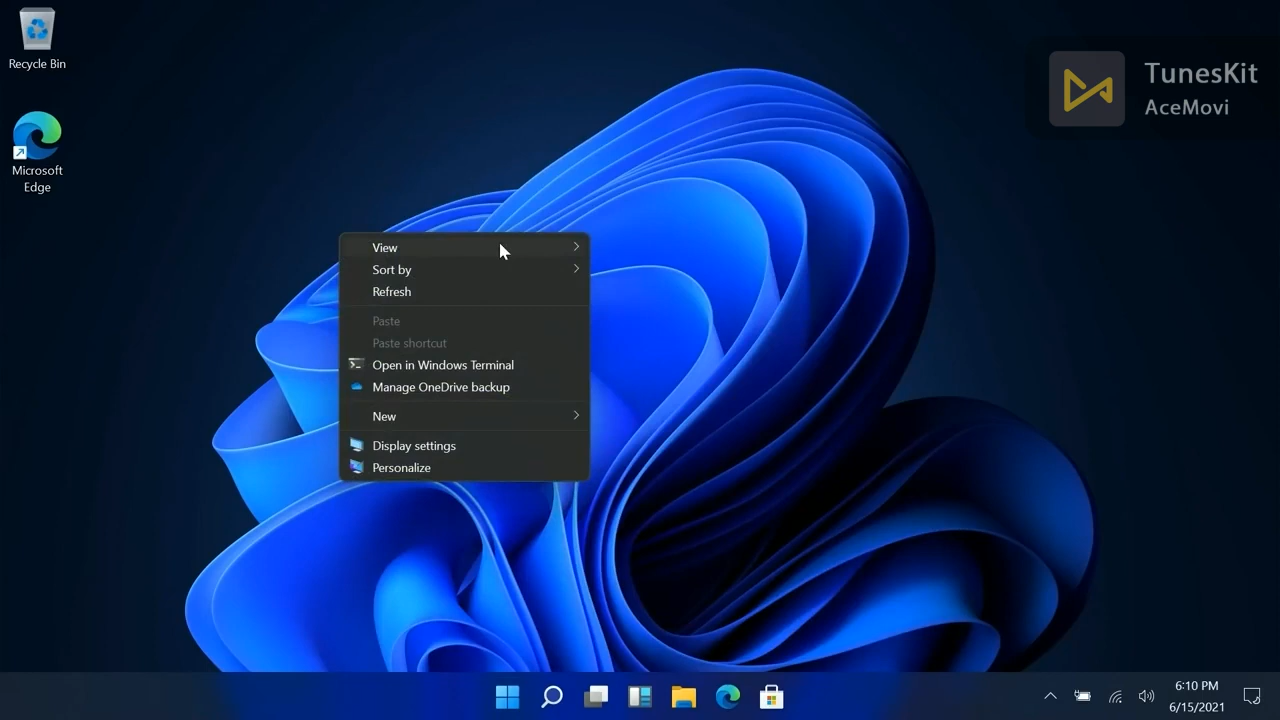 Recycle Bin
Microsoft
Edge
TunesKit
AceMovi
View
Sort by
Refresh
Paste
Paste shortcut
Open in Windows Terminal
Manage OneDrive backup
New
Display settings
Personalize
6:10 PM
6/15/2021